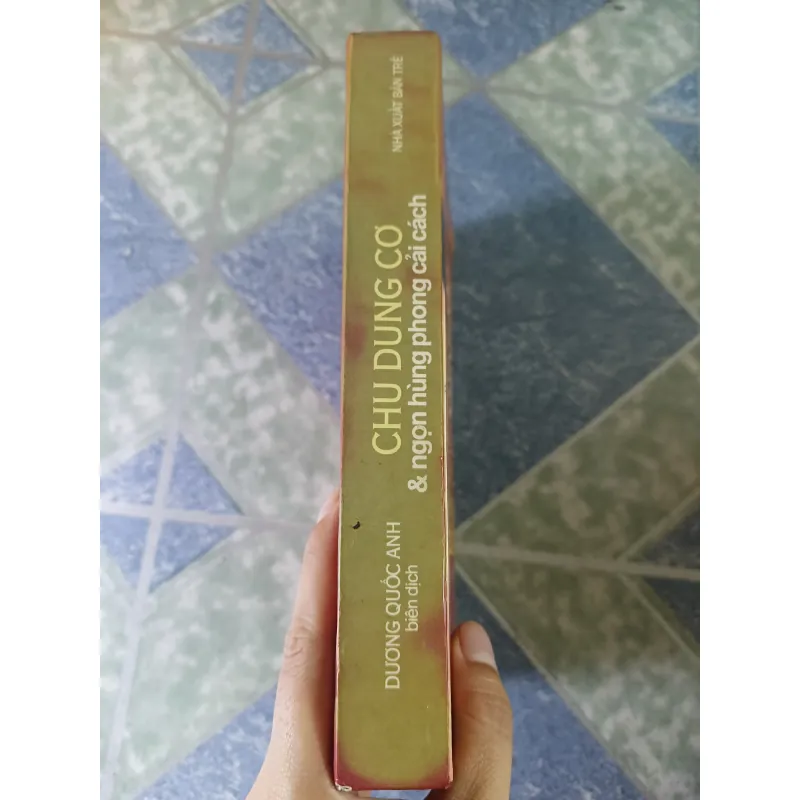 DƯƠNG QUỐC ANH
biên dịch
CHU DUNG CƠ
& ngọn hùng phong cải cách
NHÀ XUẤT BẢN TRẺ